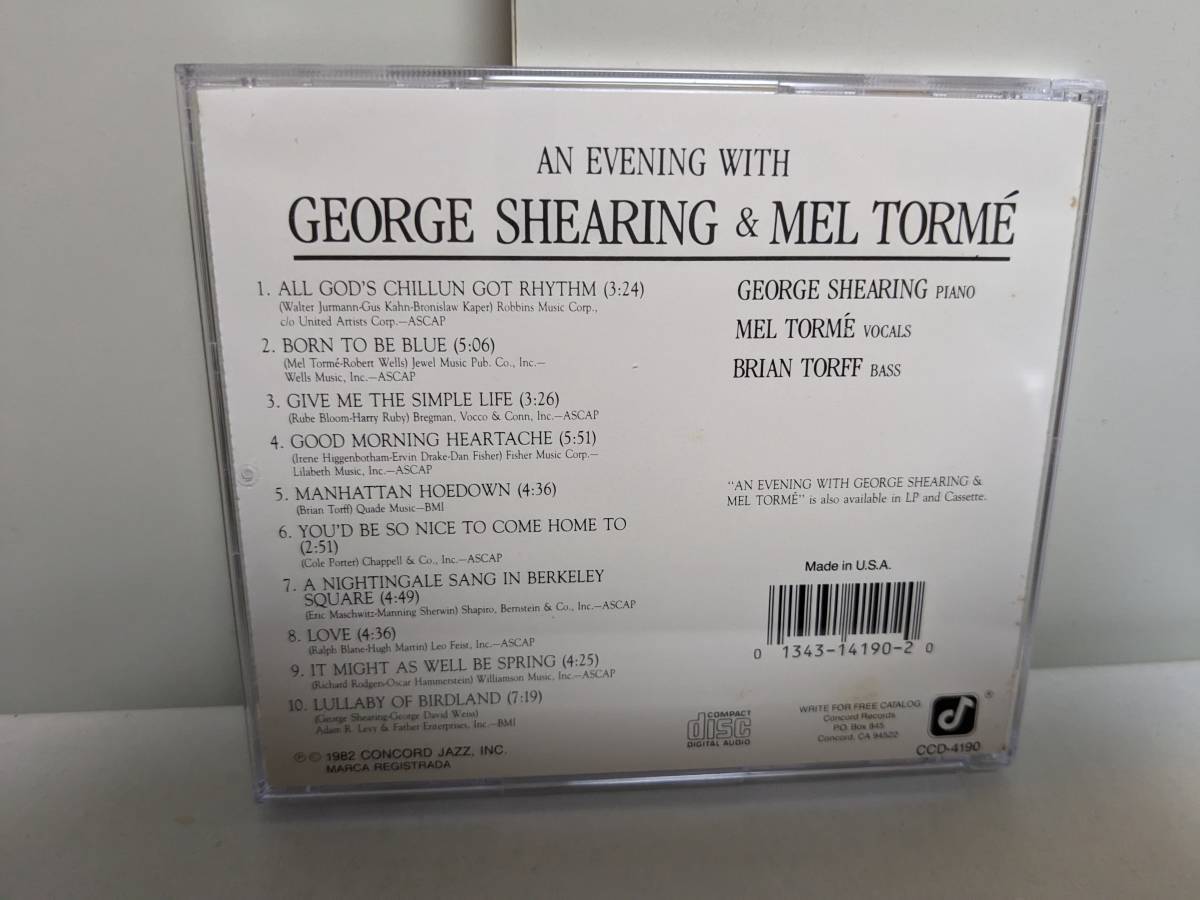 AN EVENING WITH
GEORGE SHEARING & MEL TORMÉ
1. ALL GOD'S CHILLUN GOT RHYTHM (3:24)
(Walter Jurmann-Gus Kahn-Bronislaw Kaper) Robbins Music Corp.,
c/o United Artists Corp.—ASCAP
2. BORN TO BE BLUE (5:06)
(Mel Tormé-Robert Wells) Jewel Music Pub. Co., Inc.—
Wells Music, Inc.—ASCAP
3. GIVE ME THE SIMPLE LIFE (3:26)
(Rube Bloom-Harry Ruby) Bregman, Vocco & Conn, Inc.—ASCAP
4. GOOD MORNING HEARTACHE (5:51)
(Irene Higgenbotham-Ervin Drake-Dan Fisher) Fisher Music Corp.—
Lilabeth Music, Inc.—ASCAP
5. MANHATTAN HOEDOWN (4:36)
(Brian Torff) Quade Music—BMI
6. YOU'D BE SO NICE TO COME HOME TO
(2:51)
(Cole Porter) Chappell & Co., Inc.—ASCAP
7. A NIGHTINGALE SANG IN BERKELEY
SQUARE (4:49)
(Eric Maschwitz-Manning Sherwin) Shapiro, Bernstein & Co., Inc—ASCAP
8. LOVE (4:36)
(Ralph Blane-Hugh Martin) Leo Feist, Inc.—ASCAP
9. IT MIGHT AS WELL BE SPRING (4:25)
(Richard Rodgers-Oscar Hammerstein) Williamson Music, Inc.—ASCAP
10. LULLABY OF BIRDLAND (7:19)
(George Shearing-George David Weiss)
Adam R. Levy & Father Enterprises, Inc.—BMI
℗ © 1982 CONCORD JAZZ, INC.
MARCA REGISTRADA
GEORGE SHEARING PIANO
MEL TORMÉ VOCALS
BRIAN TORFF BASS
"AN EVENING WITH GEORGE SHEARING &
MEL TORMÉ" is also available in LP and Cassette.
Made in U.S.A.
0 1343-14190-2 0
COMPACT
disc
DIGITAL AUDIO
WRITE FOR FREE CATALOG.
Concord Records
P.O. Box 845
Concord, CA 94522
®
CCD-4190